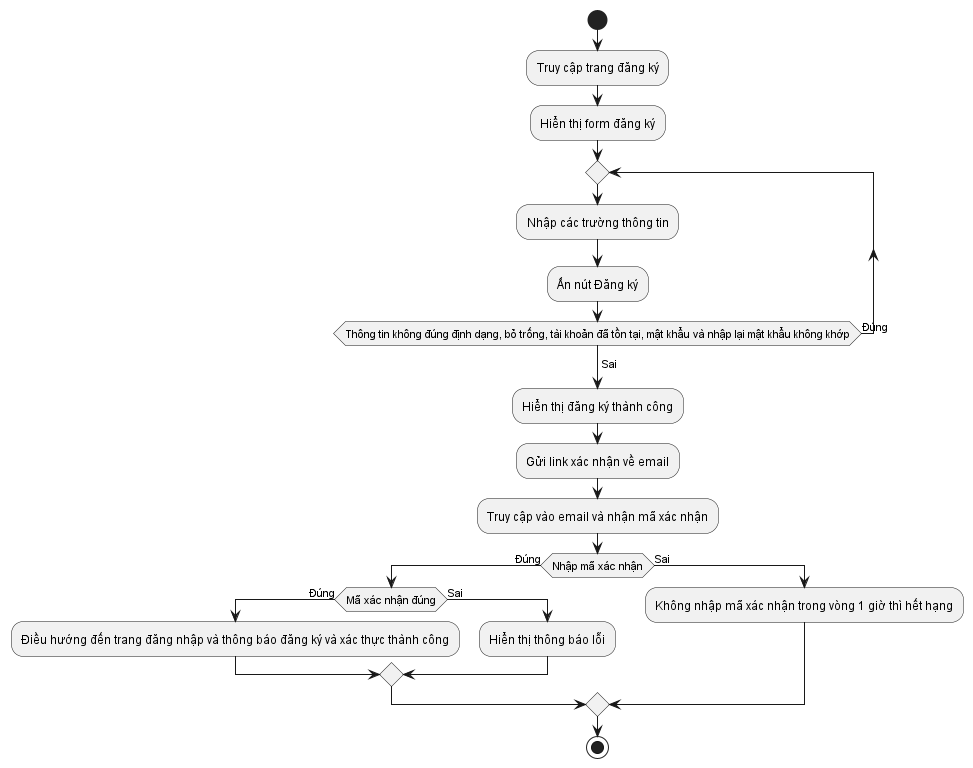 Truy cập trang đăng ký
Hiển thị form đăng ký
Nhập các trường thông tin
Ấn nút Đăng ký
Đúng
Thông tin không đúng định dạng, bỏ trống, tài khoản đã tồn tại, mật khẩu và nhập lại mật khẩu không khớp
Sai
Hiển thị đăng ký thành công
Gửi link xác nhận về email
Truy cập vào email và nhận mã xác nhận
Đúng
Nhập mã xác nhận
Sai
Đúng
Mã xác nhận đúng
Sai
Không nhập mã xác nhận trong vòng 1 giờ thì hết hạng
Điều hướng đến trang đăng nhập và thông báo đăng ký và xác thực thành công
Hiển thị thông báo lỗi